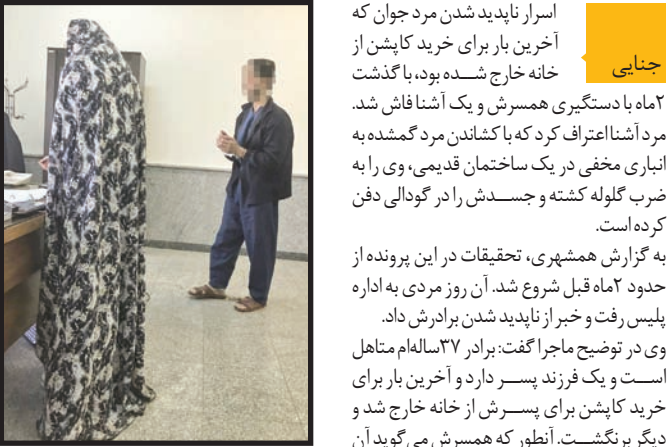 جنایی
اسرار ناپدید شدن مرد جوان که
آخرین بار برای خرید کاپشن از
خانه خارج شده بود، با گذشت
۲ماه با دستگیری همسرش و یک آشنا فاش شد.
مرد آشنا اعتراف کرد که با کشاندن مرد گمشده به
انباری مخفی در یک ساختمان قدیمی، وی را به
ضرب گلوله کشته و جسدش را در گودالی دفن
کرده است.
به گزارش همشهری، تحقیقات در این پرونده از
حدود ۲ماه قبل شروع شد. آن روز مردی به اداره
پلیس رفت و خبر از ناپدید شدن برادرش داد.
وی در توضیح ماجرا گفت: برادر ۳۷ساله‌ام متاهل
است و یک فرزند پسر دارد و آخرین بار برای
خرید کاپشن برای پسرش از خانه خارج شد و
دیگر برنگشت. آنطور که همسرش می‌گوید آن